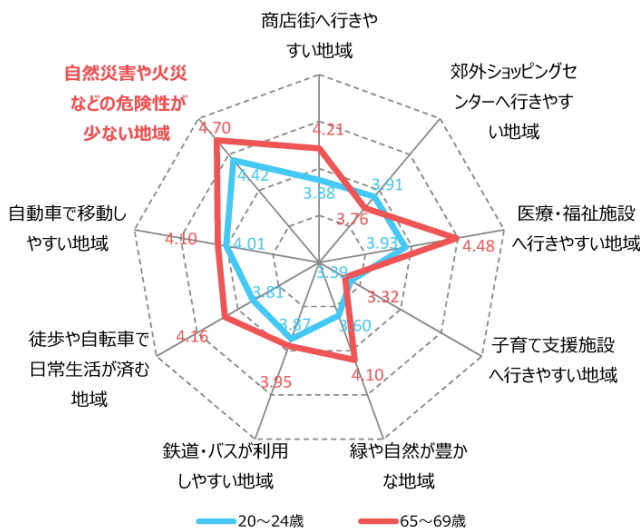 商店街へ行きや
すい地域
郊外ショッピングセ
ンターへ行きやす
い地域
医療・福祉施設
へ行きやすい地域
子育て支援施設
へ行きやすい地域
緑や自然が豊か
な地域
鉄道・バスが利用
しやすい地域
徒歩や自転車で
日常生活が済む
地域
自動車で移動し
やすい地域
自然災害や火災
などの危険性が
少ない地域
4.21
3.88
3.91
3.76
3.93
4.48
3.39
3.32
3.60
4.10
3.87
3.95
3.81
4.16
4.01
4.10
4.42
4.70
20～24歳
65～69歳